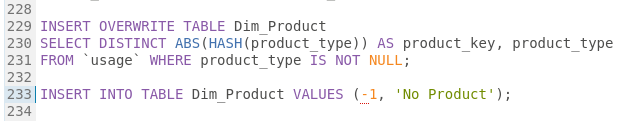 228
229 INSERT OVERWRITE TABLE Dim_Product
230 SELECT DISTINCT ABS(HASH(product_type)) AS product_key, product_type
231 FROM `usage` WHERE product_type IS NOT NULL;
232
233 INSERT INTO TABLE Dim_Product VALUES (-1, 'No Product');
234